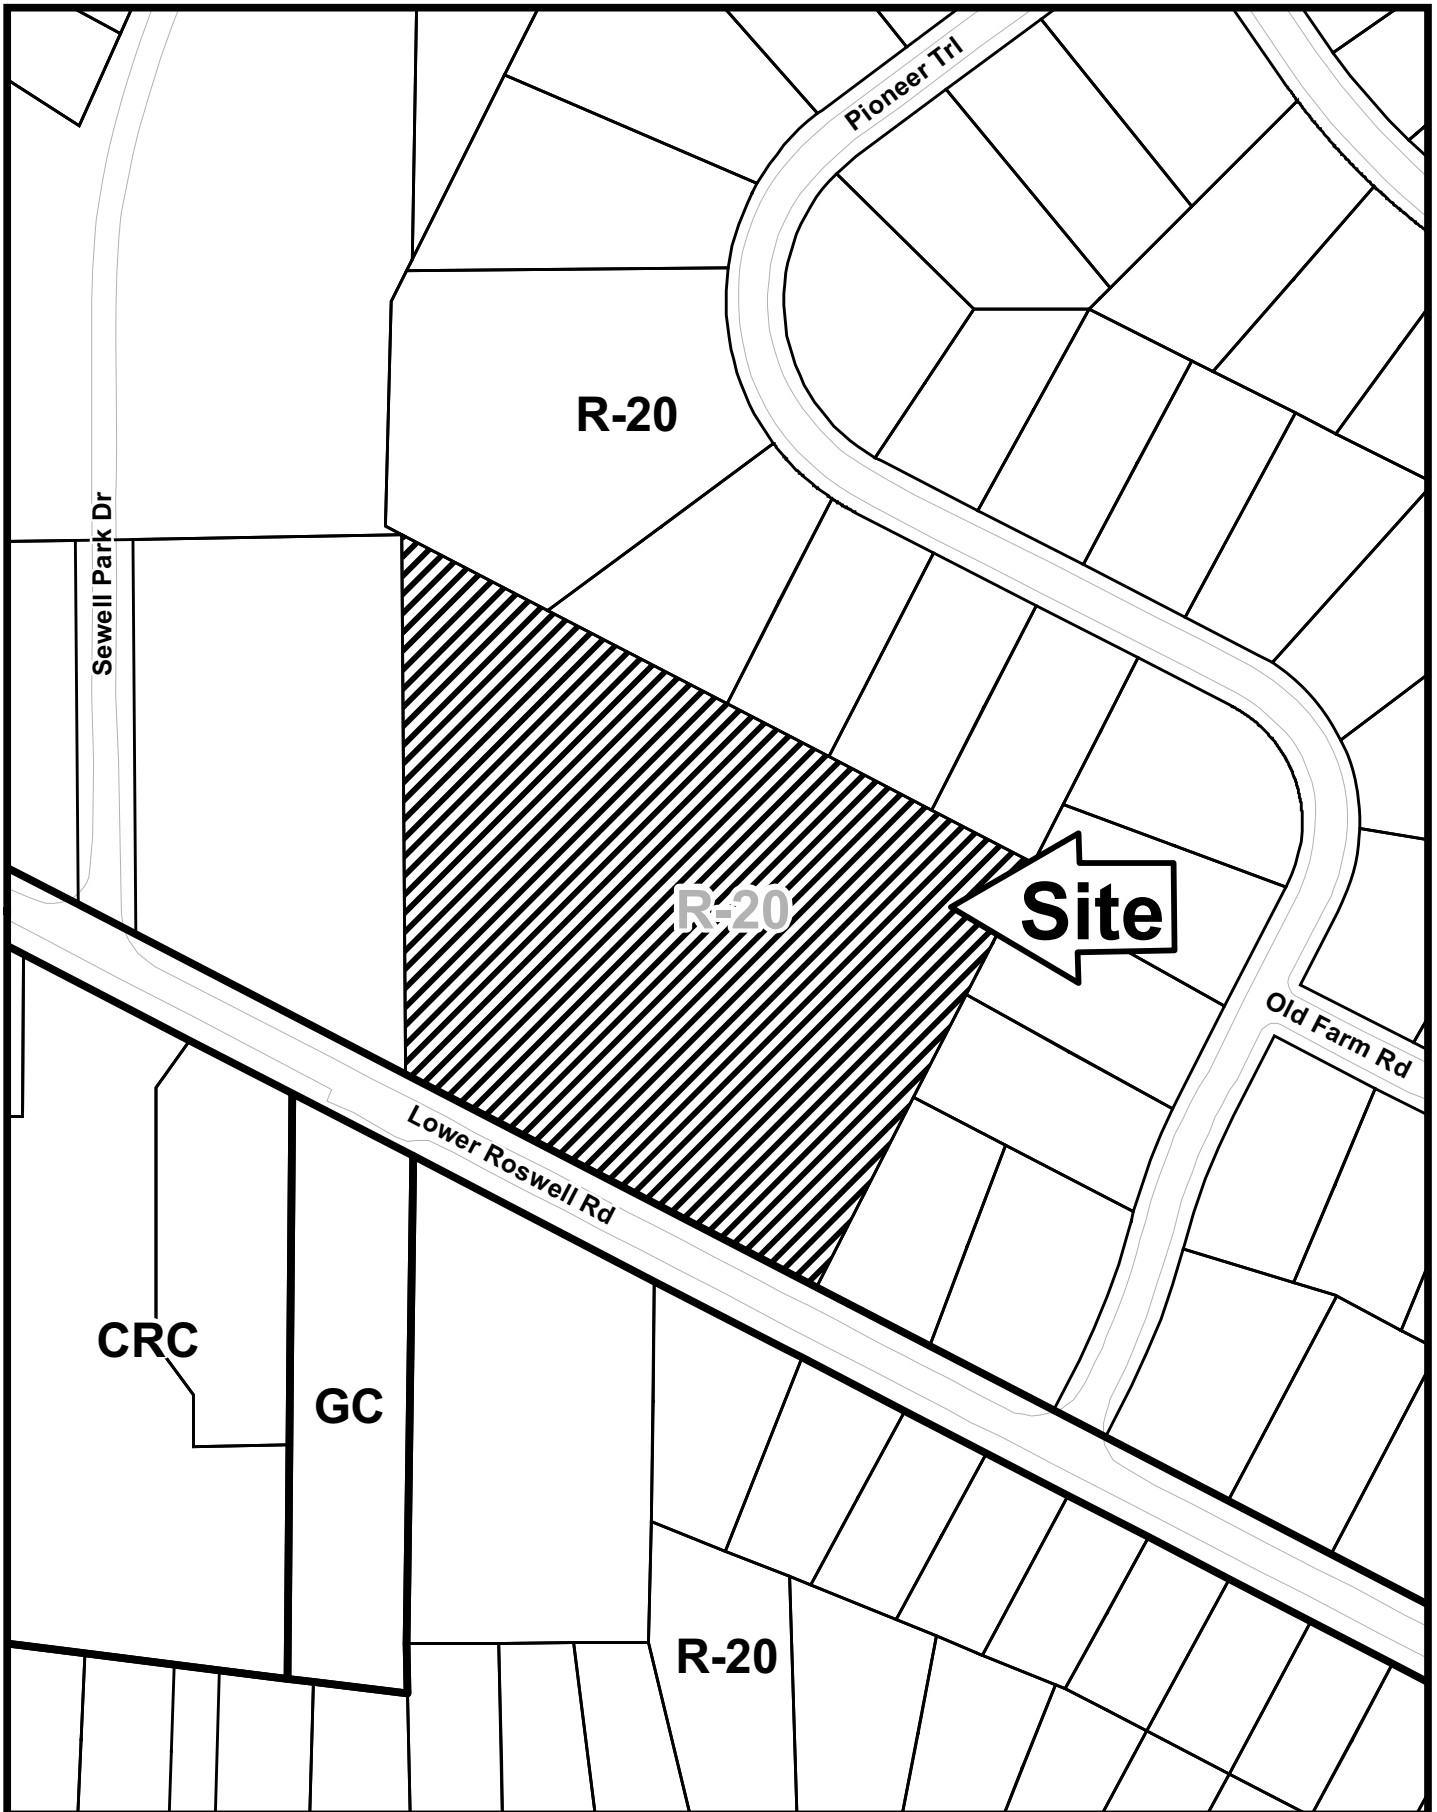 Pioneer Trl
R-20
Sewell Park Dr
R-20
Site
Old Farm Rd
Lower Roswell Rd
CRC
GC
R-20